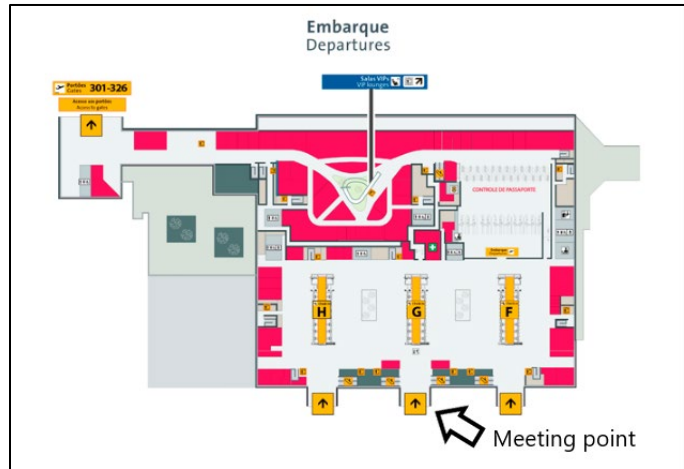 Embarque
Departures
Salas VIPs
VIP lounges
Portões
Gates
301-326
Acesso aos portões
Access to gates
CONTROLE DE PASSAPORTE
Embarque
H
G
F
Meeting point